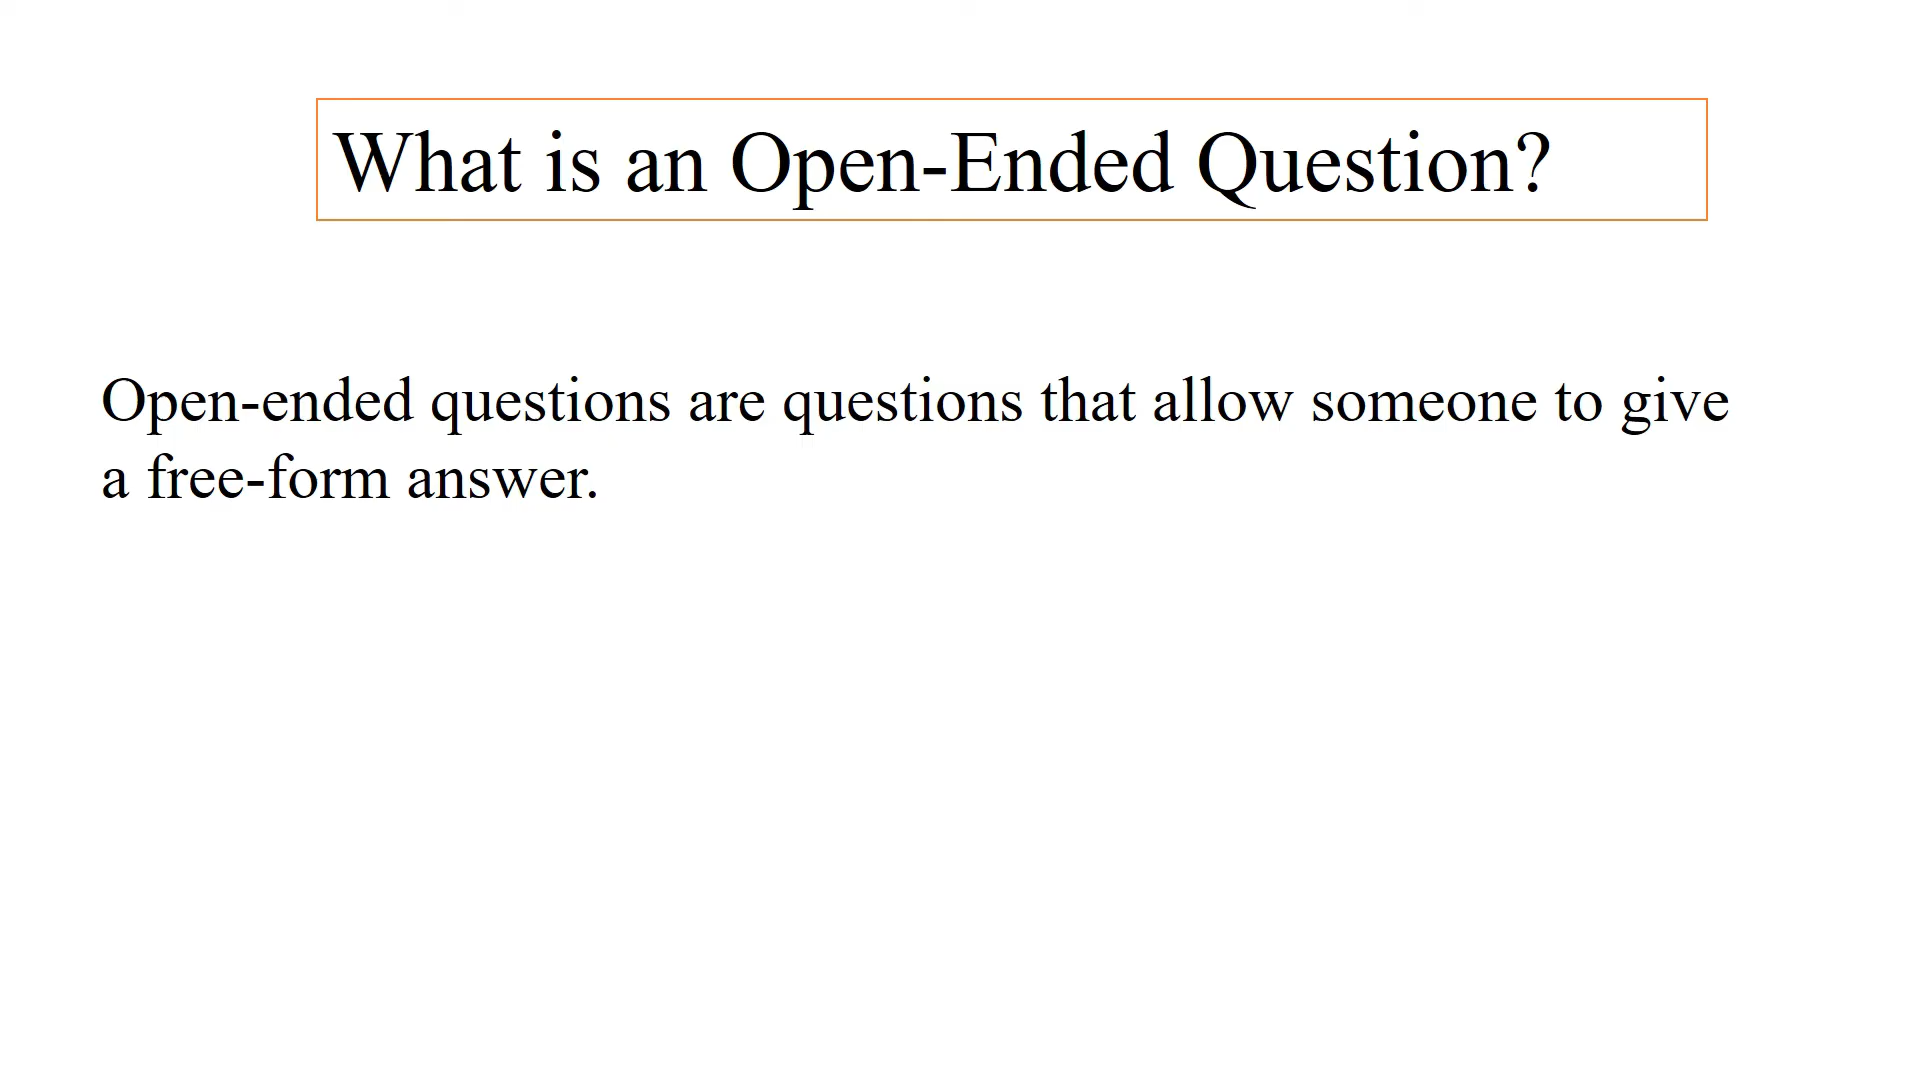 What is an Open-Ended Question?
Open-ended questions are questions that allow someone to give
a free-form answer.